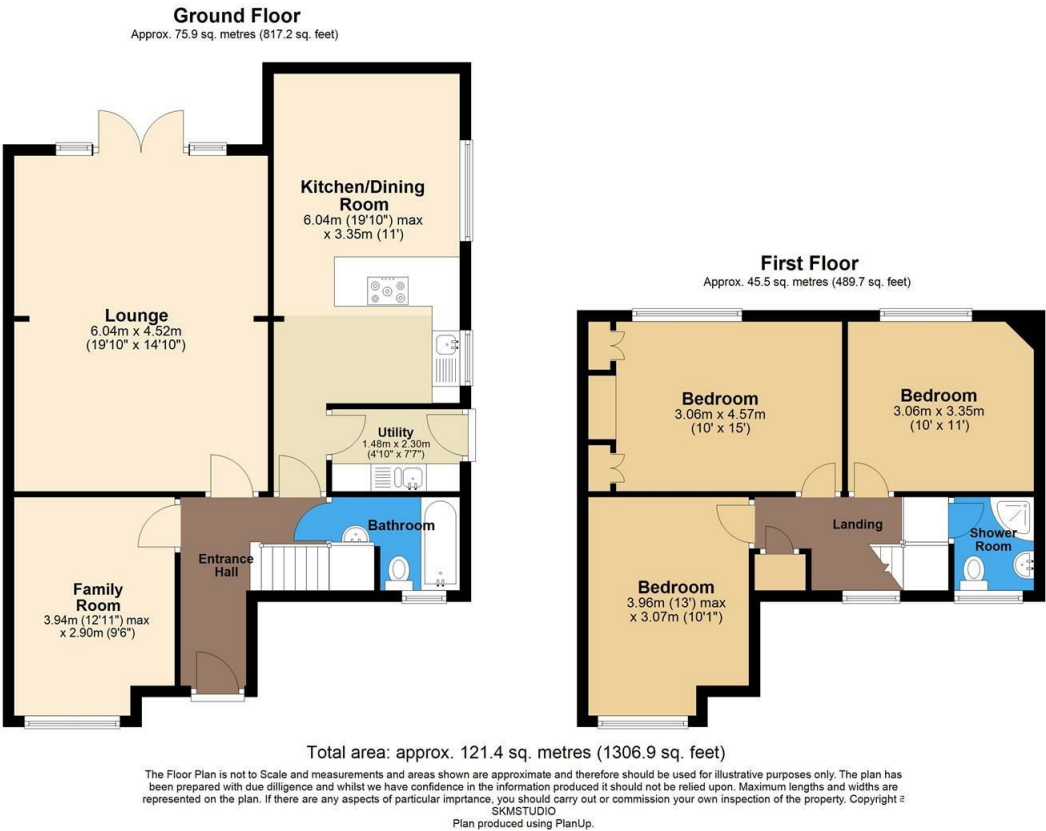 Ground Floor
Approx. 75.9 sq. metres (817.2 sq. feet)
Kitchen/Dining
Room
6.04m (19'10") max
x 3.35m (11')
Lounge
6.04m x 4.52m
(19'10" x 14'10")
Utility
1.48m x 2.30m
(4'10" x 7'7")
Bathroom
Entrance
Hall
Family
Room
3.94m (12'11") max
x 2.90m (9'6")
First Floor
Approx. 45.5 sq. metres (489.7 sq. feet)
Bedroom
3.06m x 4.57m
(10' x 15')
Bedroom
3.06m x 3.35m
(10' x 11')
Landing
Shower
Room
Bedroom
3.96m (13') max
x 3.07m (10'1")
Total area: approx. 121.4 sq. metres (1306.9 sq. feet)
The Floor Plan is not to Scale and measurements and areas shown are approximate and therefore should be used for illustrative purposes only. The plan has
been prepared with due dilligence and whilst we have confidence in the information produced it should not be relied upon. Maximum lengths and widths are
represented on the plan. If there are any aspects of particular imprtance, you should carry out or commission your own inspection of the property. Copyright ²
SKMSTUDIO
Plan produced using PlanUp.